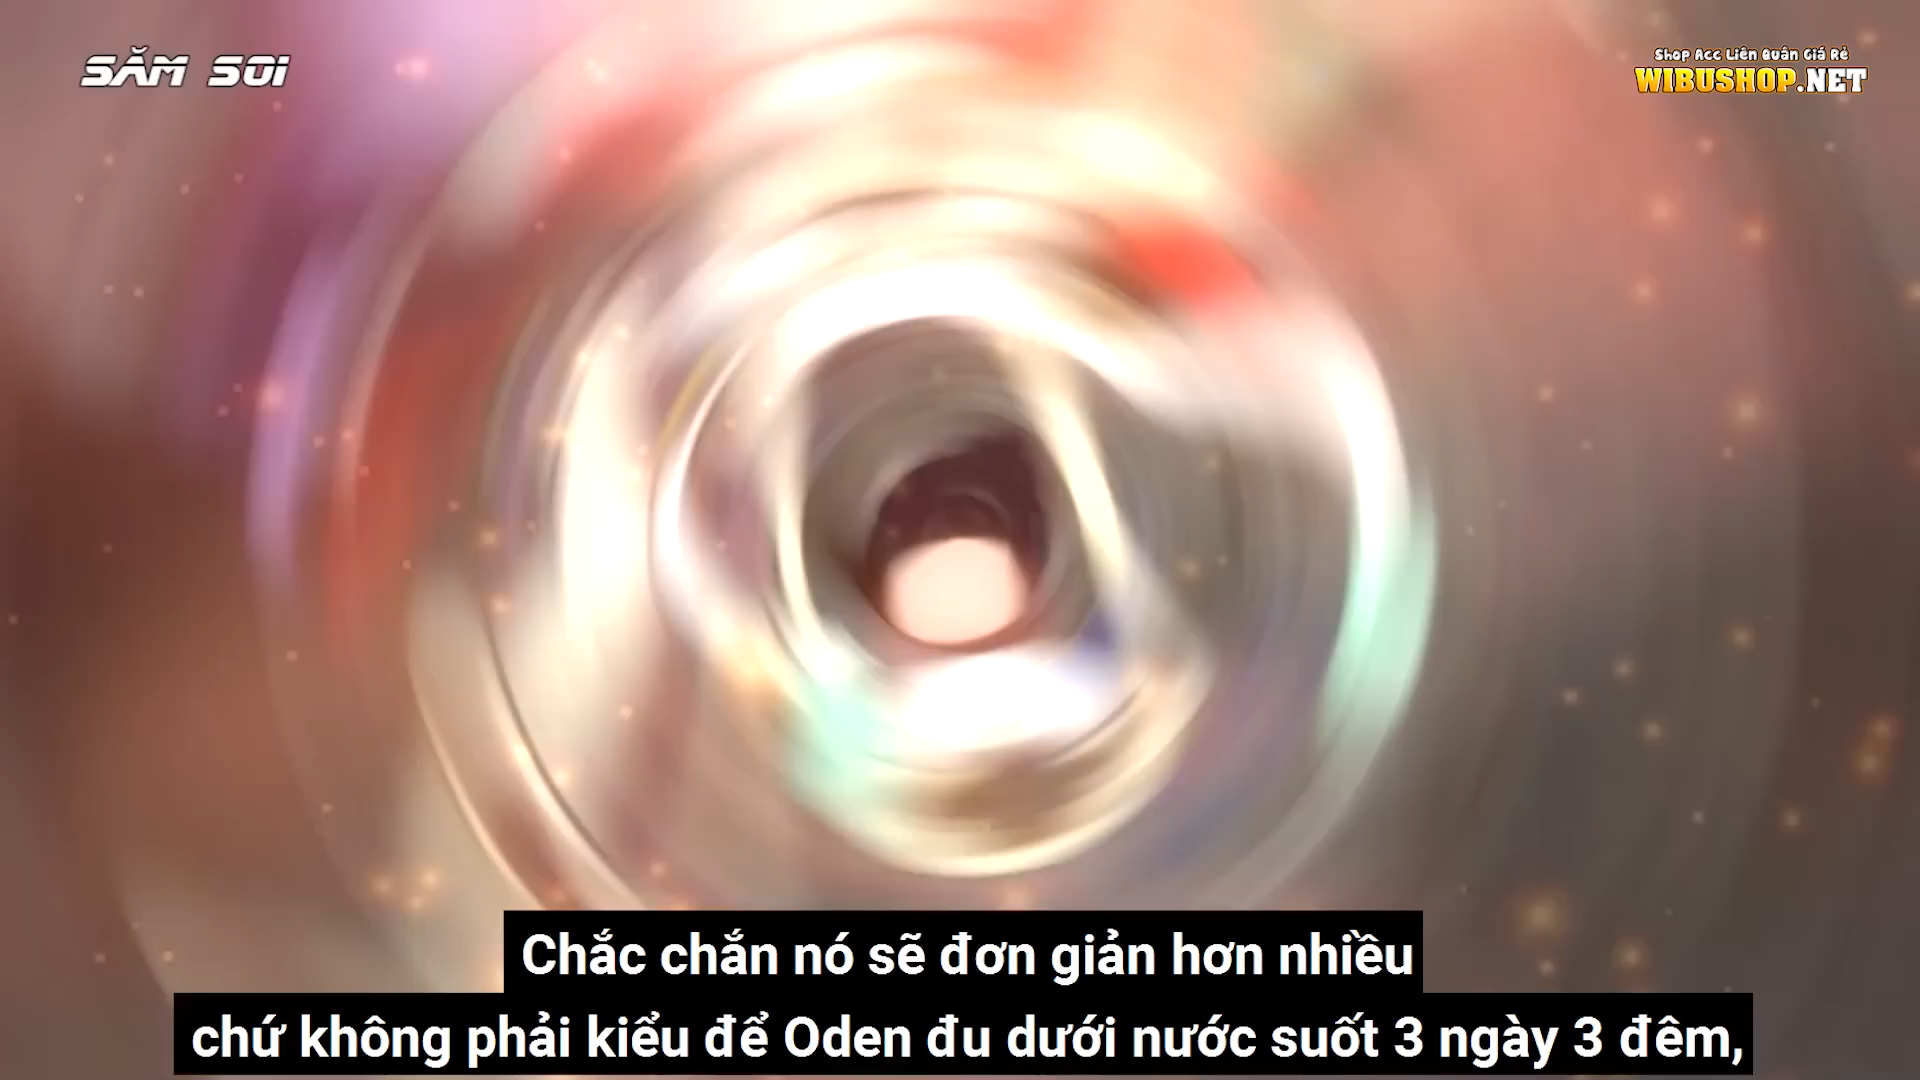 SĂM SOI
Shop Acc Liên Quân Giá Rẻ
WIBUSHOP.NET
Chắc chắn nó sẽ đơn giản hơn nhiều
chứ không phải kiểu để Oden đu dưới nước suốt 3 ngày 3 đêm,